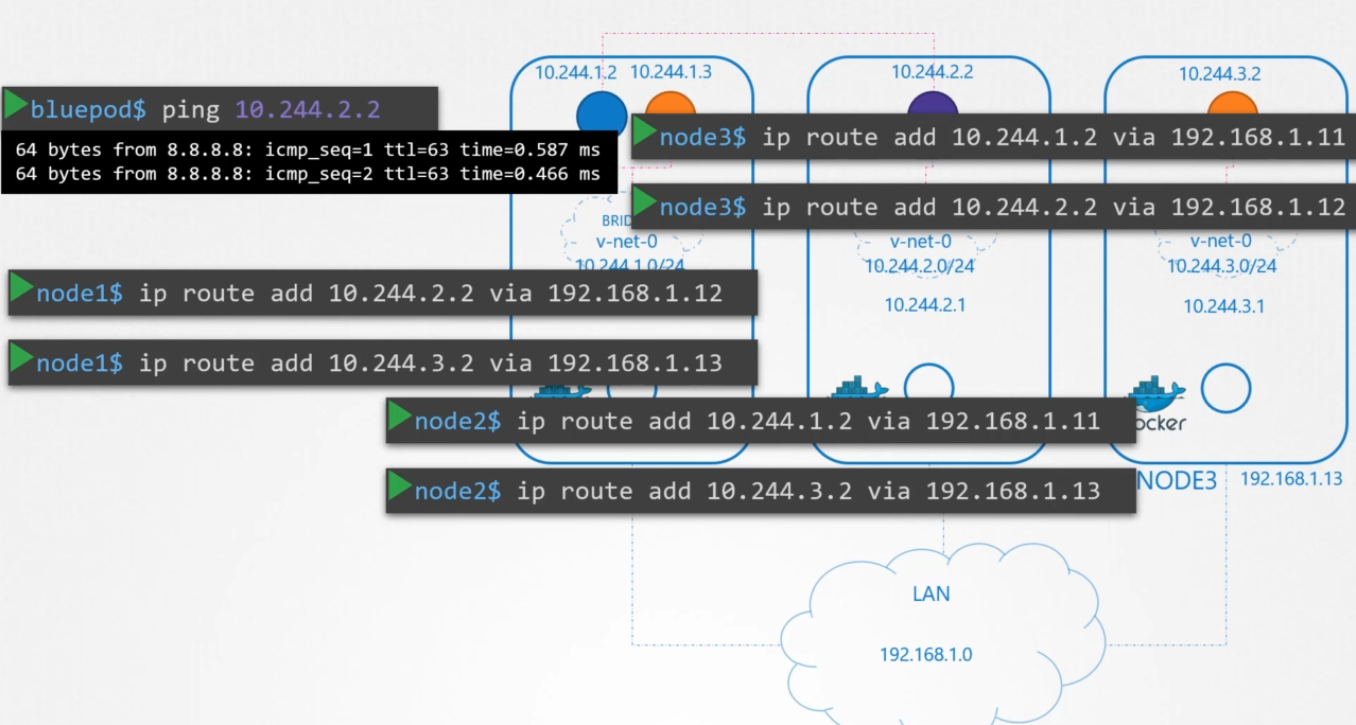 10.244.1.2 10.244.1.3
10.244.2.2
10.244.3.2
bluepod$ ping 10.244.2.2
64 bytes from 8.8.8.8: icmp_seq=1 ttl=63 time=0.587 ms
64 bytes from 8.8.8.8: icmp_seq=2 ttl=63 time=0.466 ms
node3$ ip route add 10.244.1.2 via 192.168.1.11
node3$ ip route add 10.244.2.2 via 192.168.1.12
BRID
v-net-0
10.244.1.0/24
v-net-0
10.244.2.0/24
10.244.2.1
v-net-0
10.244.3.0/24
10.244.3.1
node1$ ip route add 10.244.2.2 via 192.168.1.12
node1$ ip route add 10.244.3.2 via 192.168.1.13
node2$ ip route add 10.244.1.2 via 192.168.1.11
node2$ ip route add 10.244.3.2 via 192.168.1.13
ocker
NODE3 192.168.1.13
LAN
192.168.1.0